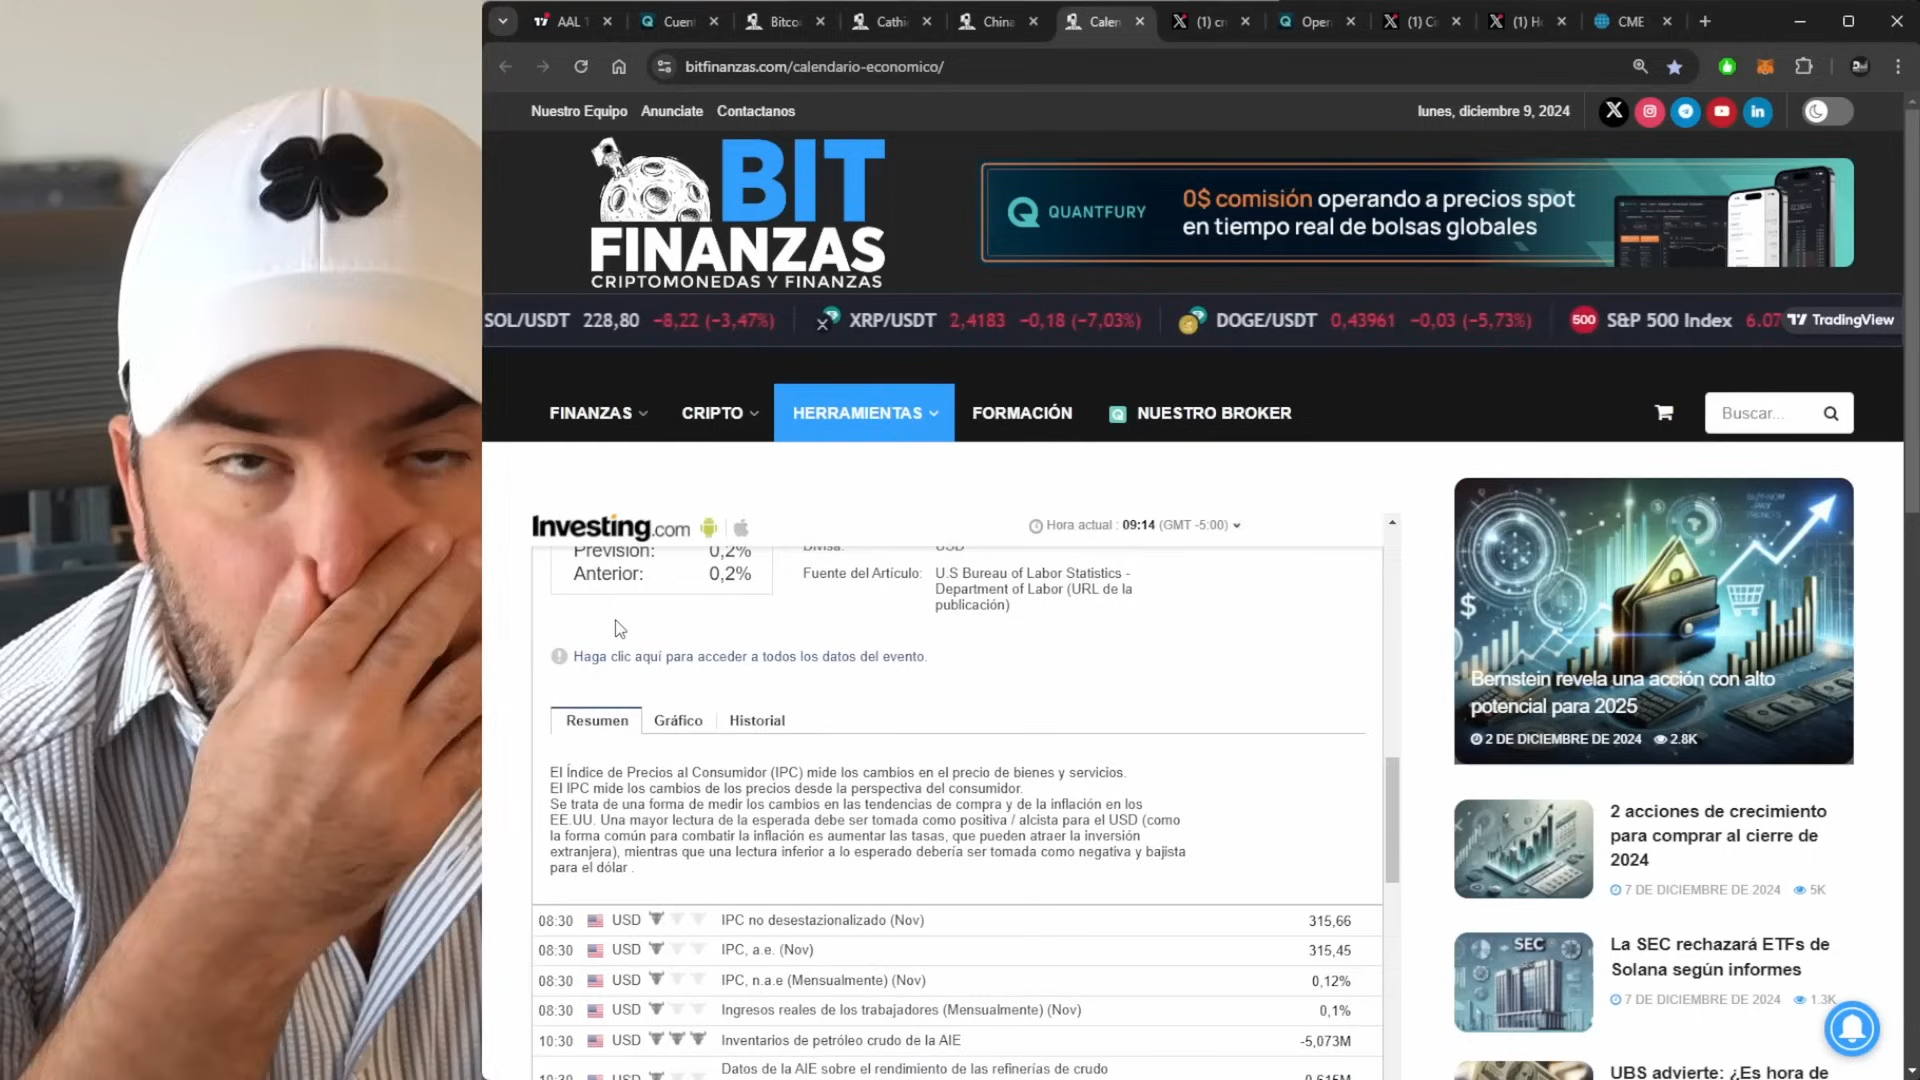 AAL
Cuen
Bitco
Cathi
China
Calen
(1) cr
Oper
(1) Ci
(1) H
CME
bitfinanzas.com/calendario-economico/
Nuestro Equipo Anunciate Contactanos
lunes, diciembre 9, 2024
BIT
FINANZAS
CRIPTOMONEDAS Y FINANZAS
QUANTFURY
0$ comisión operando a precios spot
en tiempo real de bolsas globales
SOL/USDT 228,80 −8,22 (−3,47%) XRP/USDT 2,4183 −0,18 (−7,03%) DOGE/USDT 0,43961 −0,03 (−5,73%) 500 S&P 500 Index 6.07 TradingView
FINANZAS CRIPTO HERRAMIENTAS FORMACIÓN NUESTRO BROKER
Buscar...
Investing.com
Hora actual : 09:14 (GMT -5:00)
Previsión: 0,2%
Anterior: 0,2%
Divisa: USD
Fuente del Artículo: U.S Bureau of Labor Statistics -
Department of Labor (URL de la
publicación)
Haga clic aquí para acceder a todos los datos del evento.
Resumen Gráfico Historial
El Índice de Precios al Consumidor (IPC) mide los cambios en el precio de bienes y servicios.
El IPC mide los cambios de los precios desde la perspectiva del consumidor.
Se trata de una forma de medir los cambios en las tendencias de compra y de la inflación en los
EE.UU. Una mayor lectura de la esperada debe ser tomada como positiva / alcista para el USD (como
la forma común para combatir la inflación es aumentar las tasas, que pueden atraer la inversión
extranjera), mientras que una lectura inferior a lo esperado debería ser tomada como negativa y bajista
para el dólar .
08:30 USD IPC no desestazionalizado (Nov) 315,66
08:30 USD IPC, a.e. (Nov) 315,45
08:30 USD IPC, n.a.e (Mensualmente) (Nov) 0,12%
08:30 USD Ingresos reales de los trabajadores (Mensualmente) (Nov) 0,1%
10:30 USD Inventarios de petróleo crudo de la AIE -5,073M
10:30 USD Datos de la AIE sobre el rendimiento de las refinerías de crudo 0,615M
Bernstein revela una acción con alto
potencial para 2025
2 DE DICIEMBRE DE 2024 2.8K
2 acciones de crecimiento
para comprar al cierre de
2024
7 DE DICIEMBRE DE 2024 5K
SEC
La SEC rechazará ETFs de
Solana según informes
7 DE DICIEMBRE DE 2024 1.3K
UBS advierte: ¿Es hora de